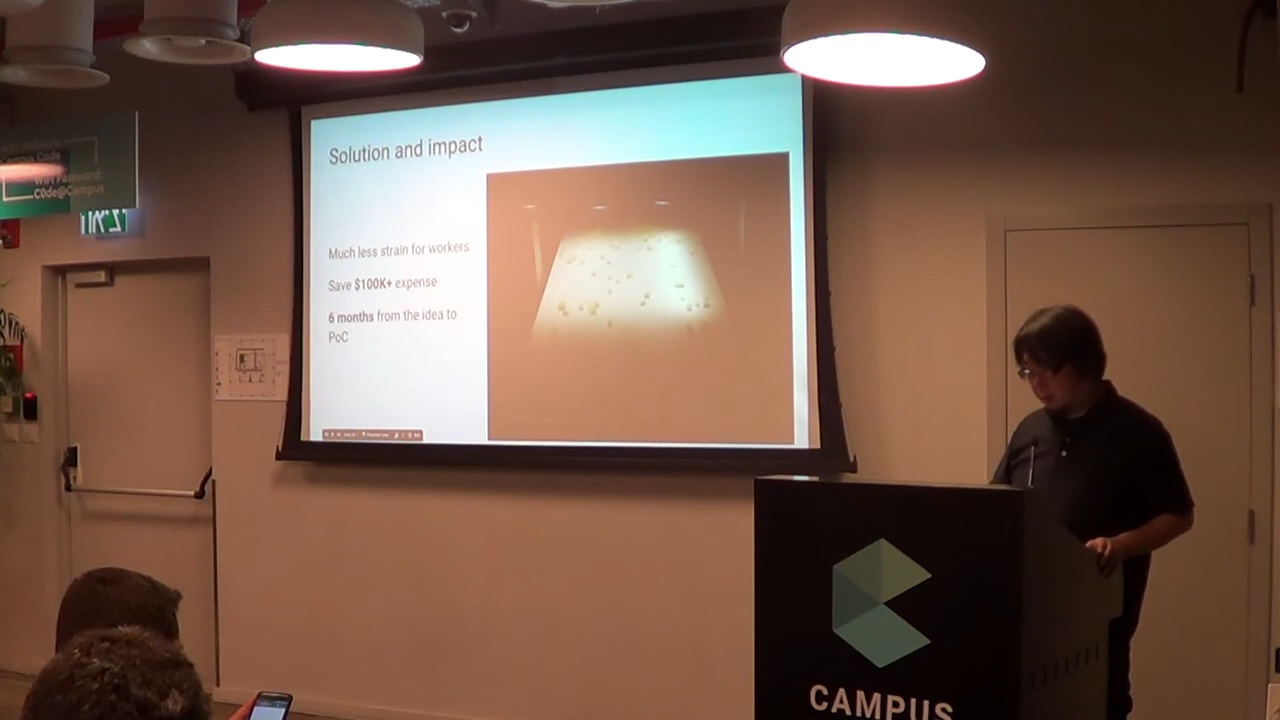 Solution and impact
Much less strain for workers
Save $100K+ expense
6 months from the idea to
PoC
WiFi Password:
C0de@Campus
CAMPUS